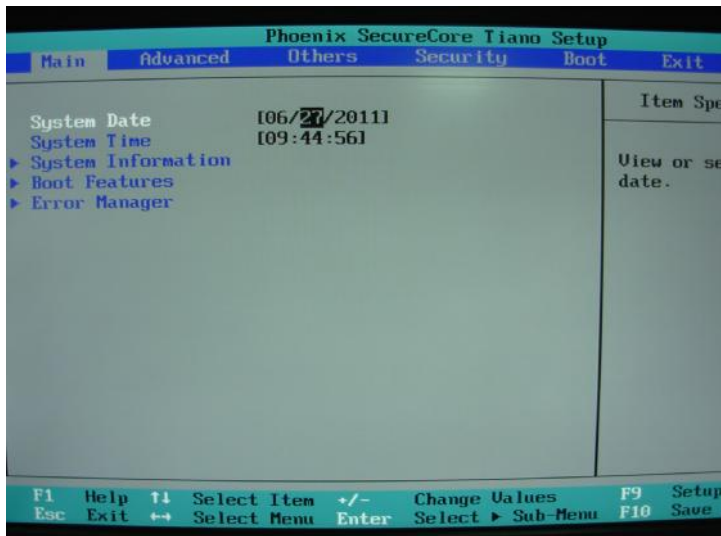 Phoenix SecureCore Tiano Setup
Main Advanced Others Security Boot Exit
Item Spe
System Date [06/27/2011]
System Time [09:44:56]
▶ System Information
▶ Boot Features
▶ Error Manager
View or se
date.
F1 Help ↑↓ Select Item +/- Change Values F9 Setup
Esc Exit ↔ Select Menu Enter Select ▶ Sub-Menu F10 Save